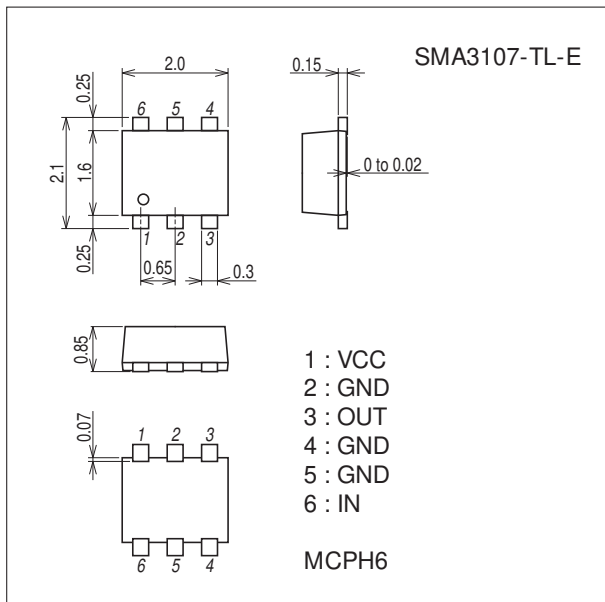 SMA3107-TL-E
2.0
0.15
0.25
6 5 4
2.1
1.6
0 to 0.02
1 2 3
0.25
0.65
0.3
0.85
1 : VCC
2 : GND
3 : OUT
4 : GND
5 : GND
6 : IN
0.07
1 2 3
6 5 4
MCPH6